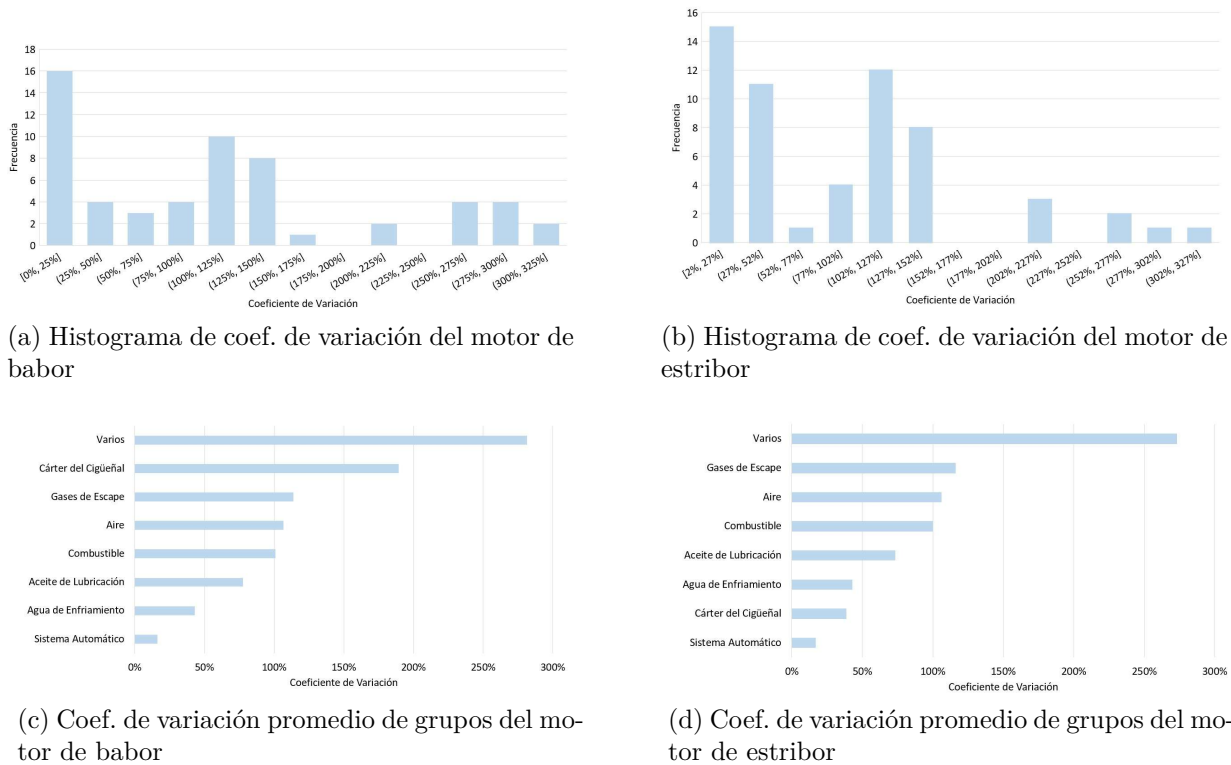 18
16
14
12
10
8
6
4
2
0
Frecuencia
[0%, 25%]
(25%, 50%]
(50%, 75%]
(75%, 100%]
(100%, 125%]
(125%, 150%]
(150%, 175%]
(175%, 200%]
(200%, 225%]
(225%, 250%]
(250%, 275%]
(275%, 300%]
(300%, 325%]
Coeficiente de Variación
(a) Histograma de coef. de variación del motor de
babor
16
14
12
10
8
6
4
2
0
Frecuencia
[2%, 27%]
(27%, 52%]
(52%, 77%]
(77%, 102%]
(102%, 127%]
(127%, 152%]
(152%, 177%]
(177%, 202%]
(202%, 227%]
(227%, 252%]
(252%, 277%]
(277%, 302%]
(302%, 327%]
Coeficiente de Variación
(b) Histograma de coef. de variación del motor de
estribor
Varios
Cárter del Cigüeñal
Gases de Escape
Aire
Combustible
Aceite de Lubricación
Agua de Enfriamiento
Sistema Automático
0% 50% 100% 150% 200% 250% 300%
Coeficiente de Variación
(c) Coef. de variación promedio de grupos del mo-
tor de babor
Varios
Gases de Escape
Aire
Combustible
Aceite de Lubricación
Agua de Enfriamiento
Cárter del Cigüeñal
Sistema Automático
0% 50% 100% 150% 200% 250% 300%
Coeficiente de Variación
(d) Coef. de variación promedio de grupos del mo-
tor de estribor